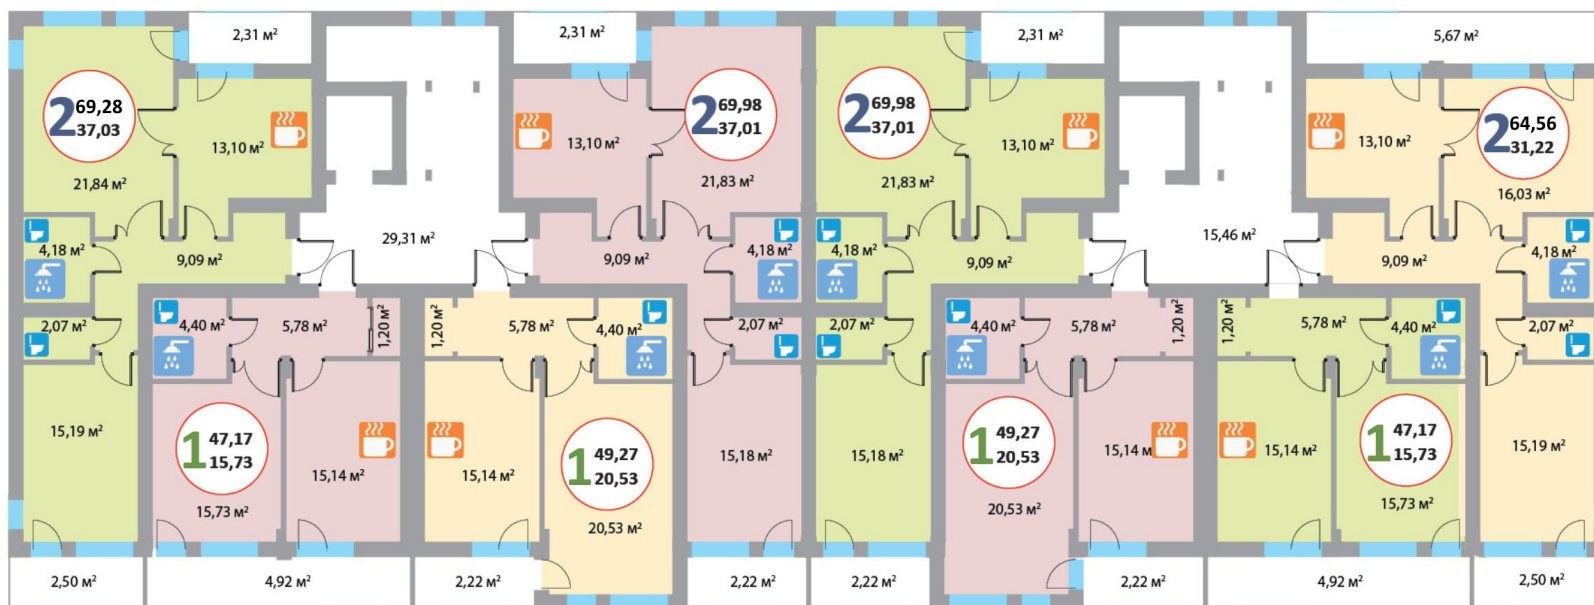 2,31 м²
2,31 м²
2,31 м²
5,67 м²
2 69,28
37,03
13,10 м²
21,84 м²
13,10 м²
2 69,98
37,01
21,83 м²
2 69,98
37,01
13,10 м²
21,83 м²
13,10 м²
2 64,56
31,22
16,03 м²
4,18 м²
9,09 м²
29,31 м²
9,09 м²
4,18 м²
4,18 м²
9,09 м²
15,46 м²
9,09 м²
4,18 м²
2,07 м²
4,40 м²
5,78 м²
1,20 м²
1,20 м²
5,78 м²
4,40 м²
2,07 м²
2,07 м²
4,40 м²
5,78 м²
1,20 м²
1,20 м²
5,78 м²
4,40 м²
2,07 м²
15,19 м²
1 47,17
15,73
15,73 м²
15,14 м²
15,14 м²
1 49,27
20,53
20,53 м²
15,18 м²
15,18 м²
1 49,27
20,53
20,53 м²
15,14 м
15,14 м²
1 47,17
15,73
15,73 м²
15,19 м²
2,50 м²
4,92 м²
2,22 м²
2,22 м²
2,22 м²
2,22 м²
4,92 м²
2,50 м²